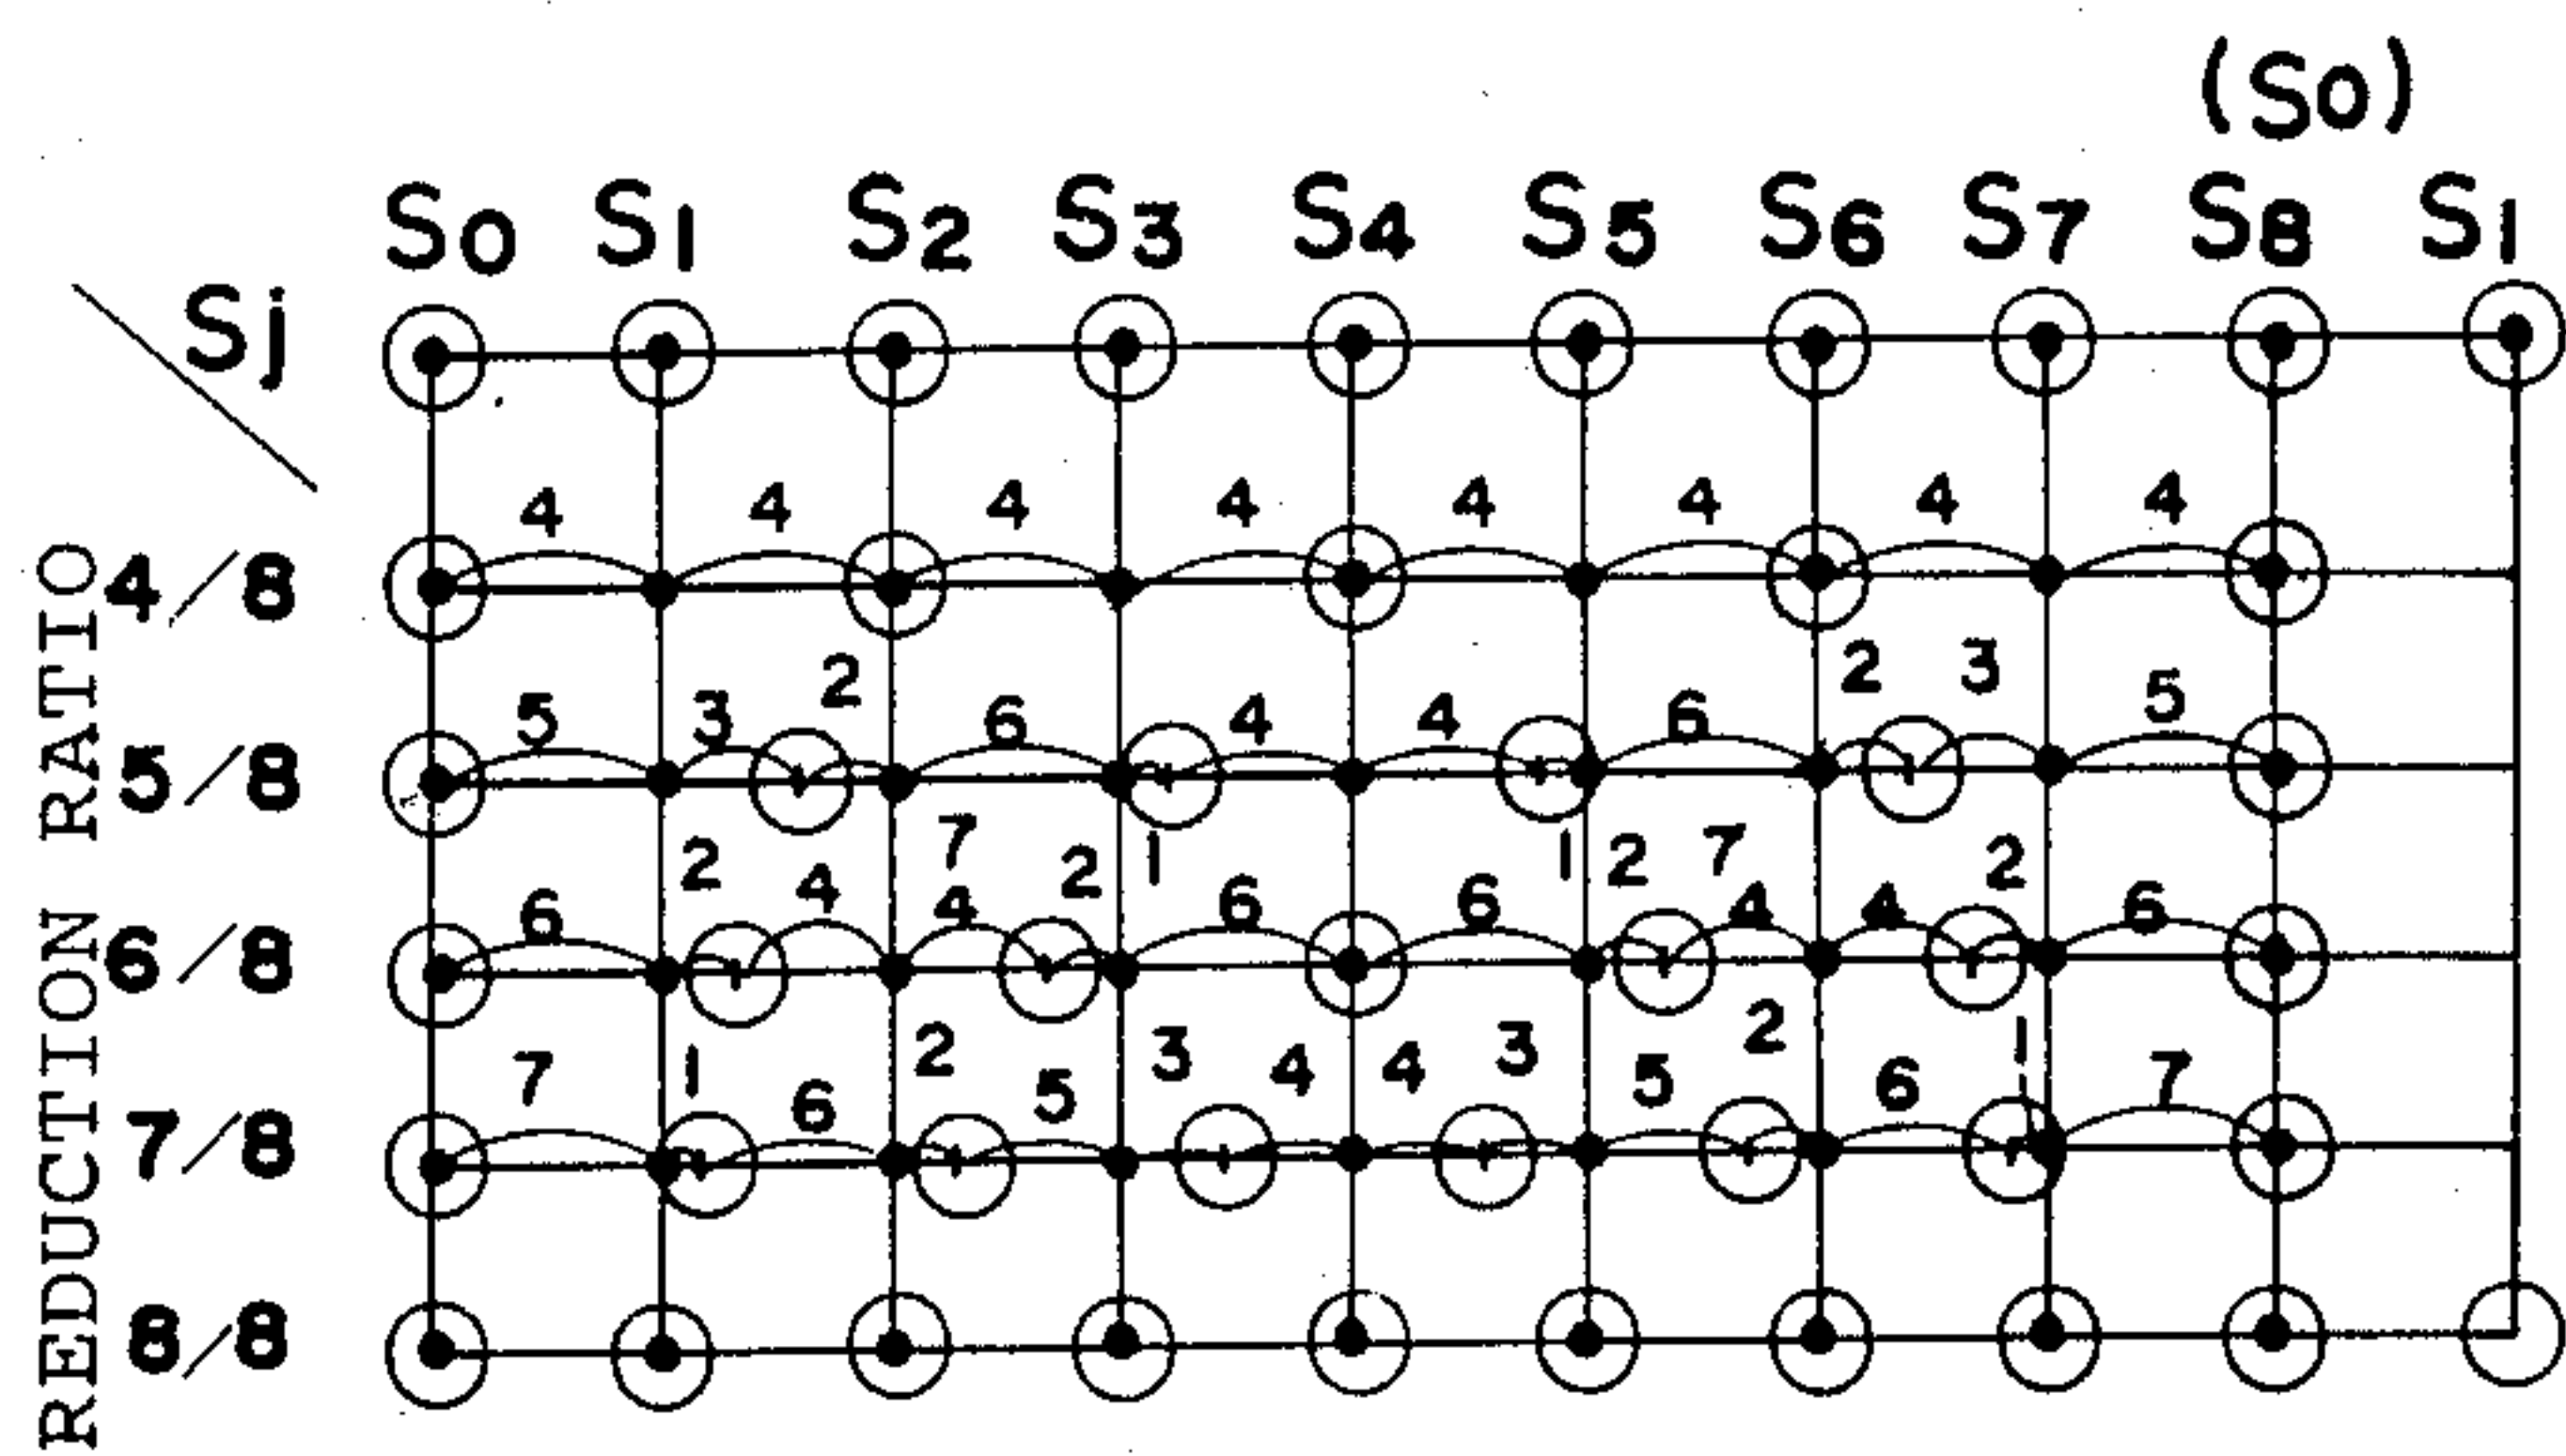 (S0)
S0 S1 S2 S3 S4 S5 S6 S7 S8 S1
Sj
REDUCTION RATIO
4 4 4 4 4 4 4 4
4/8
2 2 3
5 3 6 4 4 6 5
5/8
7 1 1 7
2 2 2 2
6 4 4 6 6 4 4 6
6/8
2 3 3 2
7 1 6 5 4 4 5 6 1 7
7/8
8/8